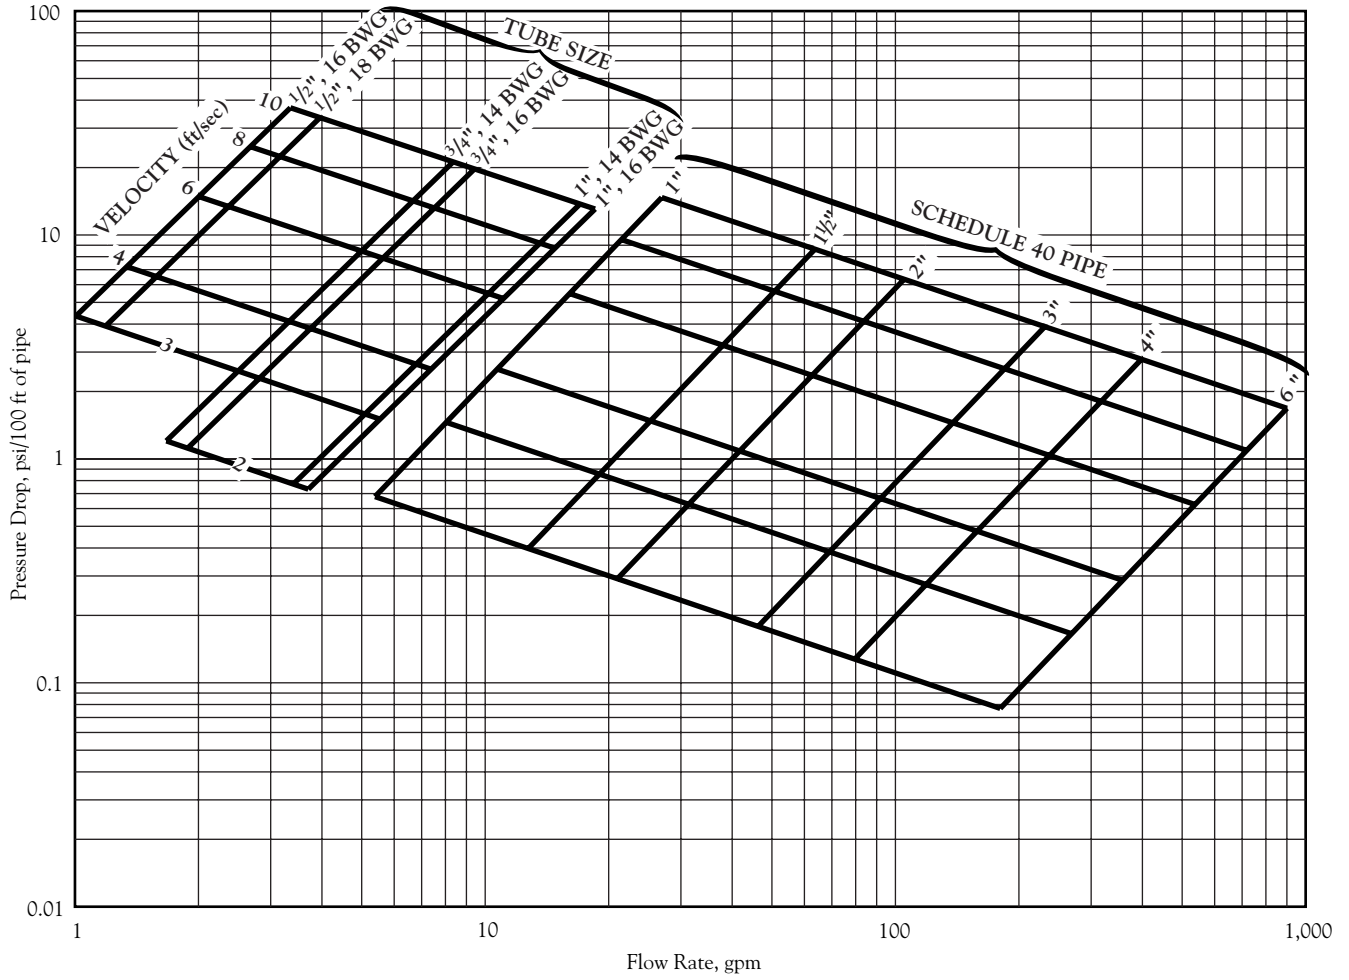 100
10
1
0.1
0.01
Pressure Drop, psi/100 ft of pipe
1
10
100
1,000
Flow Rate, gpm
VELOCITY (ft/sec)
10
8
6
4
3
2
TUBE SIZE
1/2", 16 BWG
1/2", 18 BWG
3/4", 14 BWG
3/4", 16 BWG
1", 14 BWG
1", 16 BWG
SCHEDULE 40 PIPE
1"
1½"
2"
3"
4"
6"